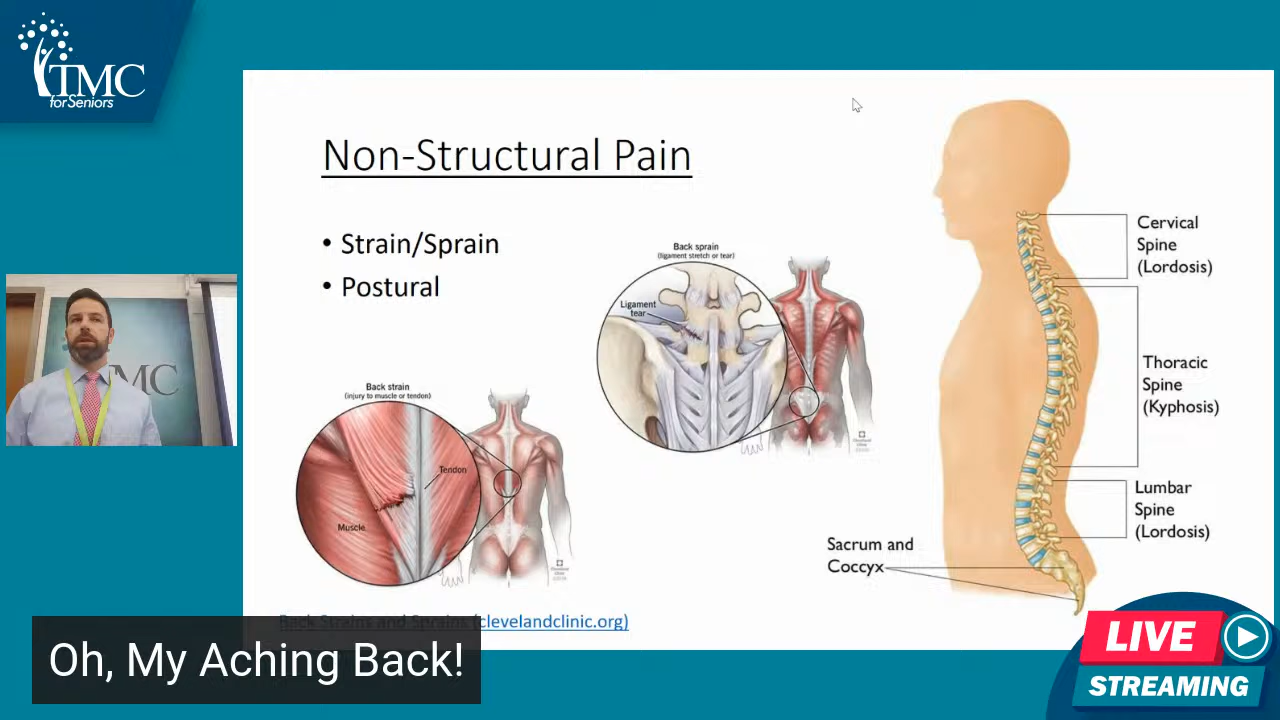 TMC
for Seniors
Non-Structural Pain
• Strain/Sprain
• Postural
Back sprain
(ligament stretch or tear)
Ligament
tear
Back strain
(injury to muscle or tendon)
Tendon
Muscle
Cervical
Spine
(Lordosis)
Thoracic
Spine
(Kyphosis)
Lumbar
Spine
(Lordosis)
Sacrum and
Coccyx
MC
Back Strains and Sprains (clevelandclinic.org)
Oh, My Aching Back!
LIVE
STREAMING